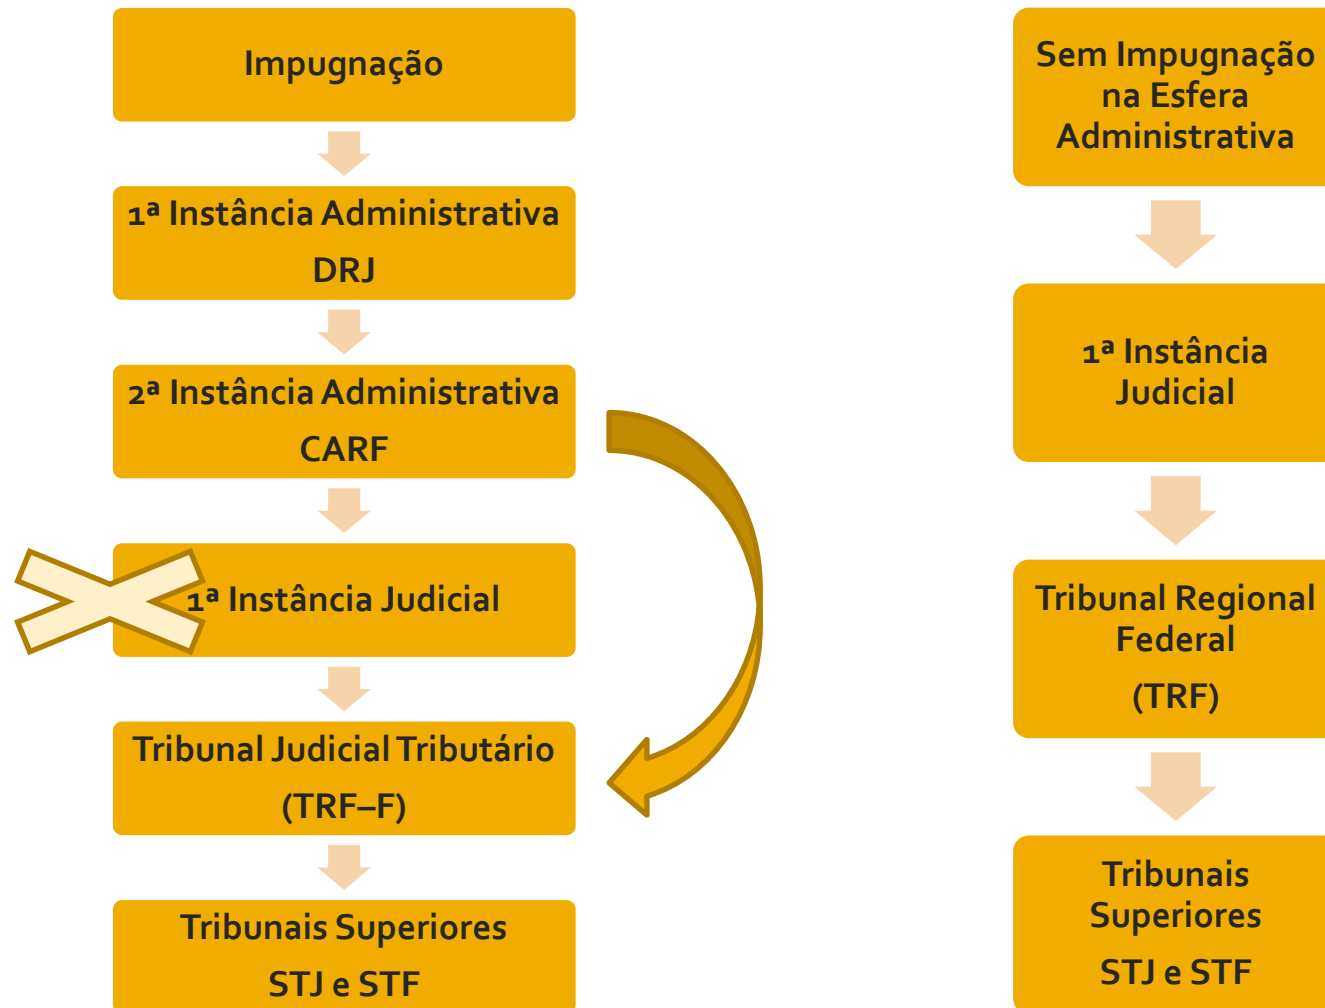 Impugnação
1ª Instância Administrativa
DRJ
2ª Instância Administrativa
CARF
1ª Instância Judicial
Tribunal Judicial Tributário
(TRF–F)
Tribunais Superiores
STJ e STF
Sem Impugnação
na Esfera
Administrativa
1ª Instância
Judicial
Tribunal Regional
Federal
(TRF)
Tribunais
Superiores
STJ e STF